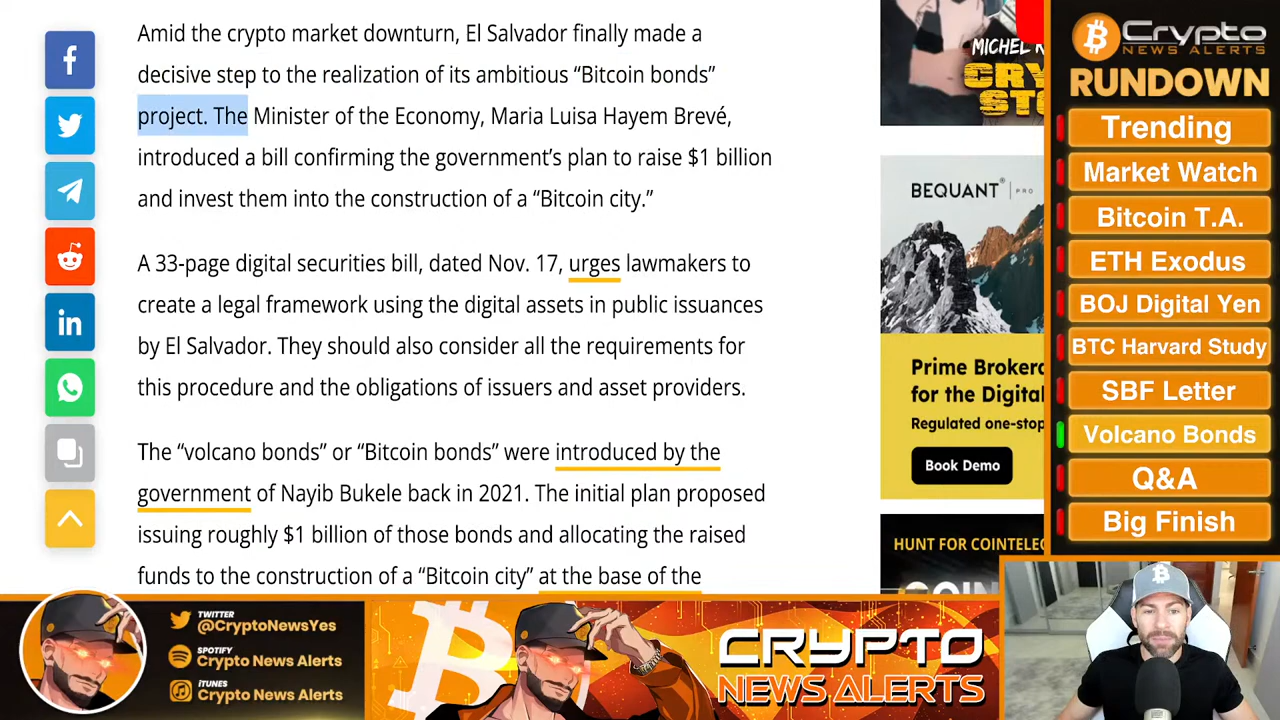 Amid the crypto market downturn, El Salvador finally made a
decisive step to the realization of its ambitious “Bitcoin bonds”
project. The Minister of the Economy, Maria Luisa Hayem Brevé,
introduced a bill confirming the government’s plan to raise $1 billion
and invest them into the construction of a “Bitcoin city.”
A 33-page digital securities bill, dated Nov. 17, urges lawmakers to
create a legal framework using the digital assets in public issuances
by El Salvador. They should also consider all the requirements for
this procedure and the obligations of issuers and asset providers.
The “volcano bonds” or “Bitcoin bonds” were introduced by the
government of Nayib Bukele back in 2021. The initial plan proposed
issuing roughly $1 billion of those bonds and allocating the raised
funds to the construction of a “Bitcoin city” at the base of the
MICHEL
BEQUANT PRO
Prime
for the
Regulated one-stop
Book Demo
HUNT FOR
Crypto
NEWS ALERTS
RUNDOWN
Trending
Market Watch
Bitcoin T.A.
ETH Exodus
BOJ Digital Yen
BTC Harvard Study
SBF Letter
Volcano Bonds
Q&A
Big Finish
TWITTER
@CryptoNewsYes
SPOTIFY
Crypto News Alerts
iTUNES
Crypto News Alerts
CRYPTO
NEWS ALERTS